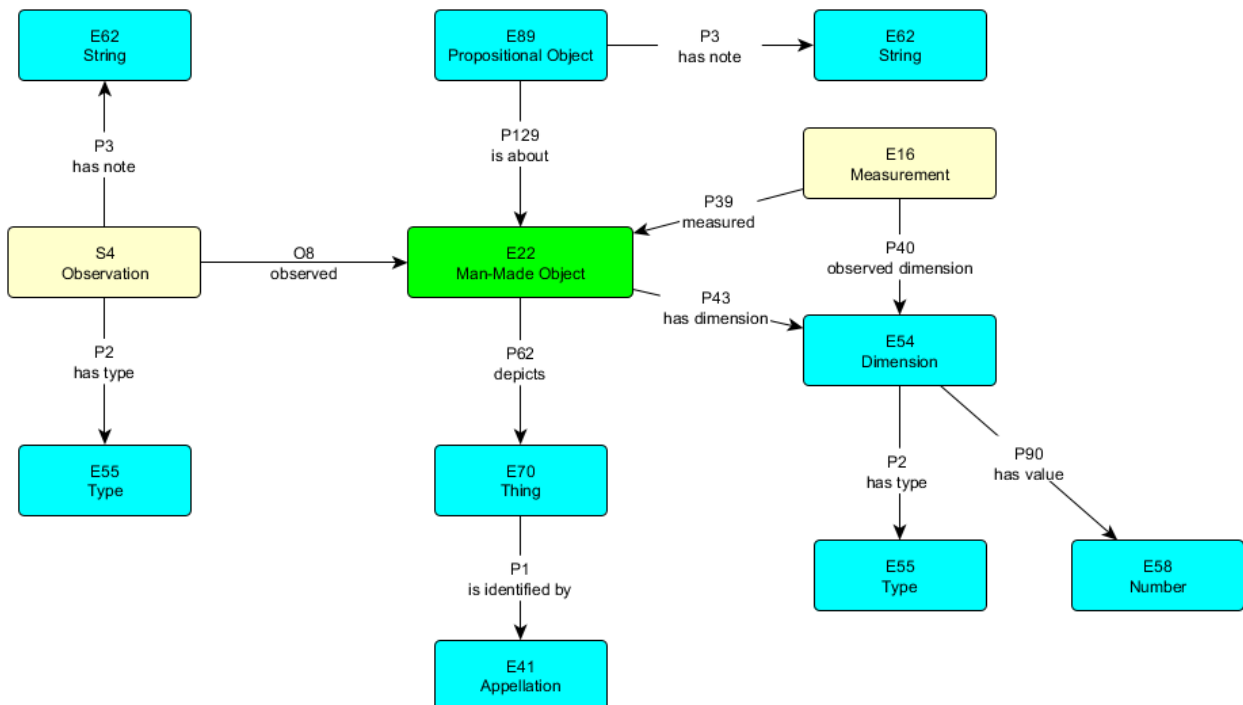 E62
String
E89
Propositional Object
P3
has note
E62
String
P3
has note
P129
is about
E16
Measurement
P39
measured
S4
Observation
O8
observed
E22
Man-Made Object
P40
observed dimension
P43
has dimension
P2
has type
P62
depicts
E54
Dimension
E55
Type
E70
Thing
P2
has type
P90
has value
P1
is identified by
E55
Type
E58
Number
E41
Appellation